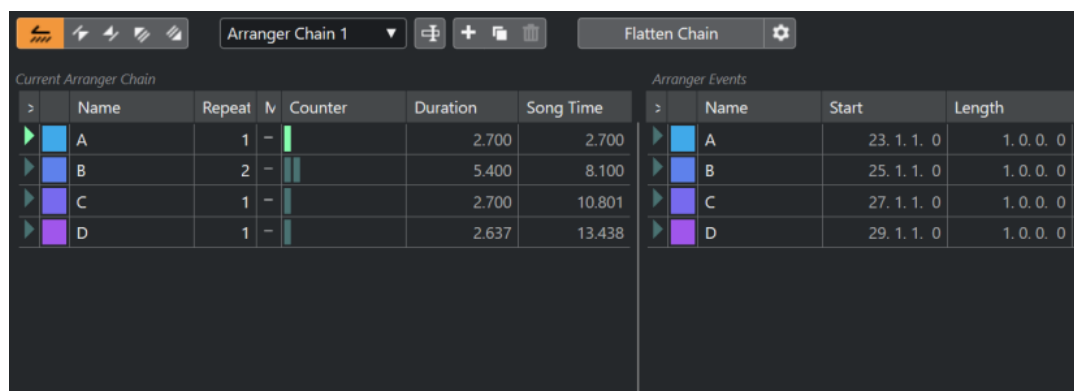 Arranger Chain 1 Flatten Chain
Current Arranger Chain Arranger Events
Name Repeat M Counter Duration Song Time Name Start Length
A 1 – 2.700 2.700 A 23. 1. 1. 0 1. 0. 0. 0
B 2 – 5.400 8.100 B 25. 1. 1. 0 1. 0. 0. 0
C 1 – 2.700 10.801 C 27. 1. 1. 0 1. 0. 0. 0
D 1 – 2.637 13.438 D 29. 1. 1. 0 1. 0. 0. 0